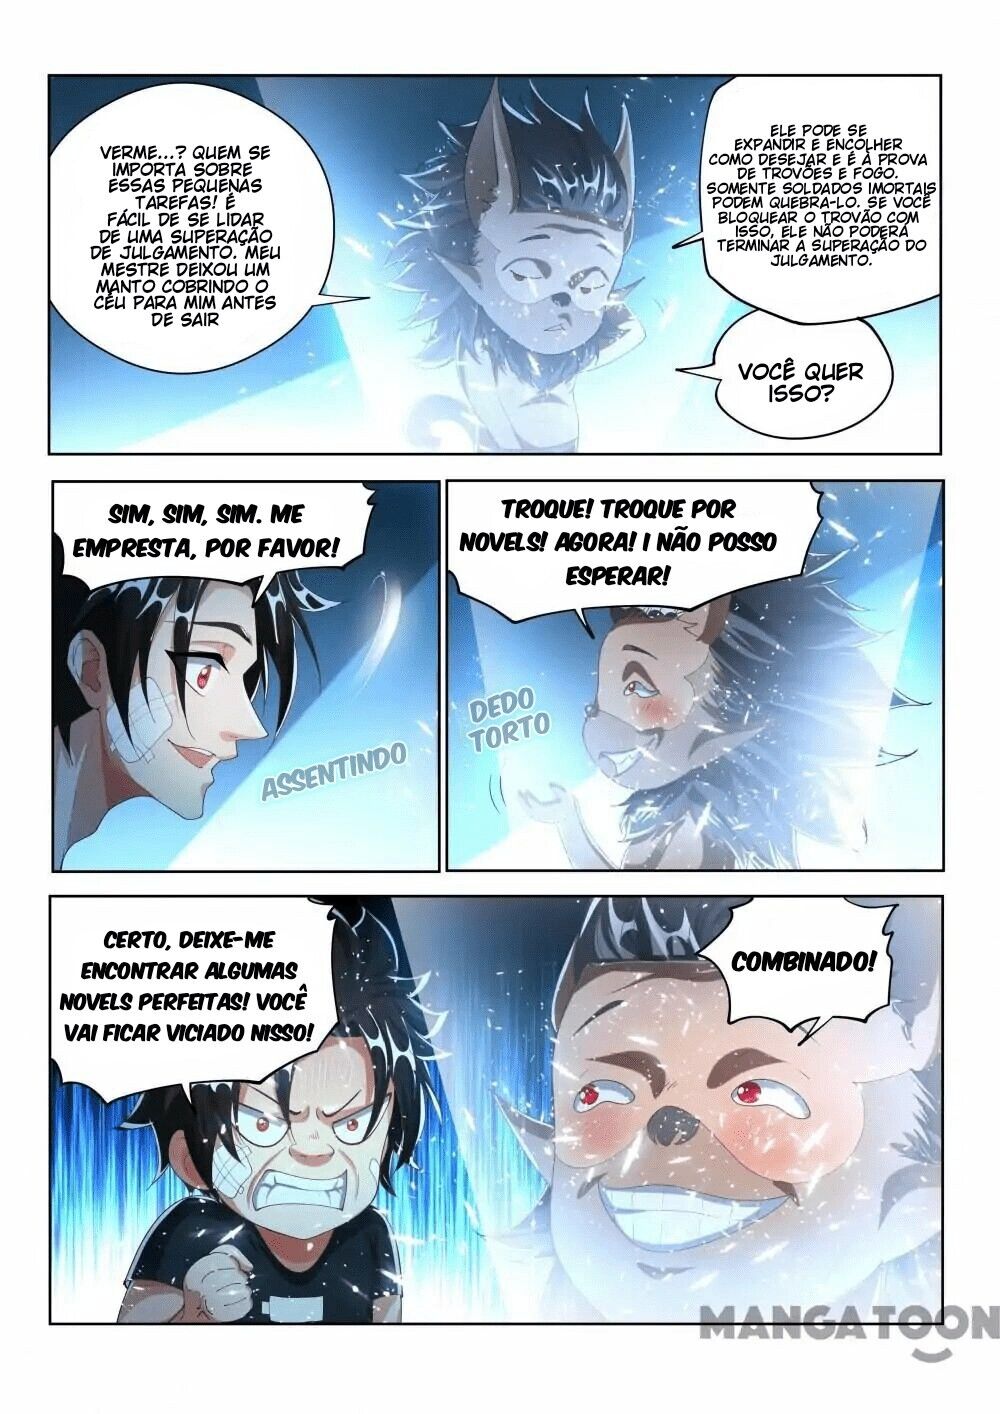 VERME...? QUEM SE
IMPORTA SOBRE
ESSAS PEQUENAS
TAREFAS! É
FÁCIL DE SE LIDAR
DE UMA SUPERAÇÃO
DE JULGAMENTO. MEU
MESTRE DEIXOU UM
MANTO COBRINDO O
CÉU PARA MIM ANTES
DE SAIR
ELE PODE SE
EXPANDIR E ENCOLHER
COMO DESEJAR E É À PROVA
DE TROVÕES E FOGO.
SOMENTE SOLDADOS IMORTAIS
PODEM QUEBRA-LO. SE VOCÊ
BLOQUEAR O TROVÃO COM
ISSO, ELE NÃO PODERÁ
TERMINAR A SUPERAÇÃO DO
JULGAMENTO.
VOCÊ QUER
ISSO?
SIM, SIM, SIM. ME
EMPRESTA, POR FAVOR!
ASSENTINDO
TROQUE! TROQUE POR
NOVELS! AGORA! I NÃO POSSO
ESPERAR!
DEDO
TORTO
CERTO, DEIXE-ME
ENCONTRAR ALGUMAS
NOVELS PERFEITAS! VOCÊ
VAI FICAR VICIADO NISSO!
COMBINADO!
MANGATOON